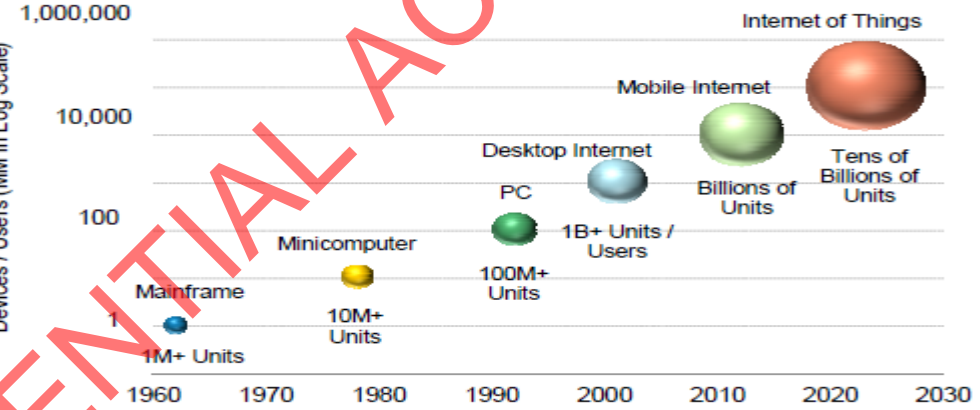 1,000,000
Internet of Things
Mobile Internet
10,000
Desktop Internet
Tens of
Billions of
Units
PC
Billions of
Units
100
1B+ Units /
Users
Minicomputer
100M+
Units
Mainframe
10M+
Units
1
1M+ Units
1960 1970 1980 1990 2000 2010 2020 2030
Devices / Users (MM in Log Scale)
ENTIAL AC